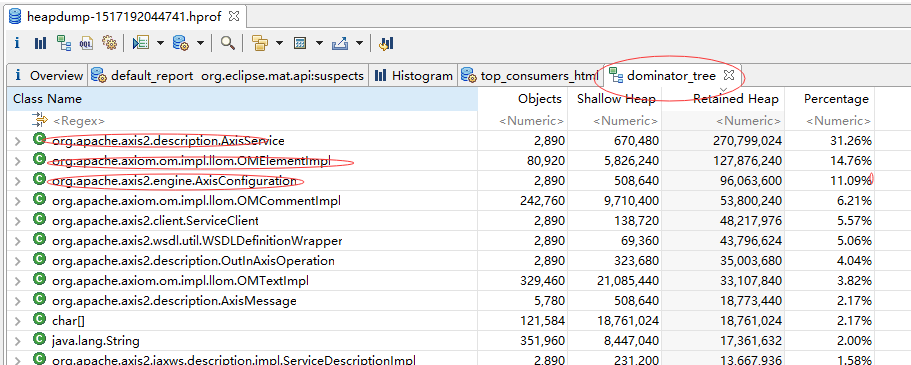 heapdump-1517192044741.hprof
i OQL
i Overview default_report org.eclipse.mat.api:suspects Histogram top_consumers_html dominator_tree
Class Name Objects Shallow Heap Retained Heap Percentage
<Regex> <Numeric> <Numeric> <Numeric> <Numeric>
org.apache.axis2.description.AxisService 2,890 670,480 270,799,024 31.26%
org.apache.axiom.om.impl.llom.OMElementImpl 80,920 5,826,240 127,876,240 14.76%
org.apache.axis2.engine.AxisConfiguration 2,890 508,640 96,063,600 11.09%
org.apache.axiom.om.impl.llom.OMCommentImpl 242,760 9,710,400 53,800,240 6.21%
org.apache.axis2.client.ServiceClient 2,890 138,720 48,217,976 5.57%
org.apache.axis2.wsdl.util.WSDLDefinitionWrapper 2,890 69,360 43,796,624 5.06%
org.apache.axis2.description.OutInAxisOperation 2,890 323,680 35,003,680 4.04%
org.apache.axiom.om.impl.llom.OMTextImpl 329,460 21,085,440 33,107,840 3.82%
org.apache.axis2.description.AxisMessage 5,780 508,640 18,773,440 2.17%
char[] 121,584 18,761,024 18,761,024 2.17%
java.lang.String 351,960 8,447,040 17,361,632 2.00%
org.apache.axis2.jaxws.description.impl.ServiceDescriptionImpl 2,890 231,200 13,667,936 1.58%